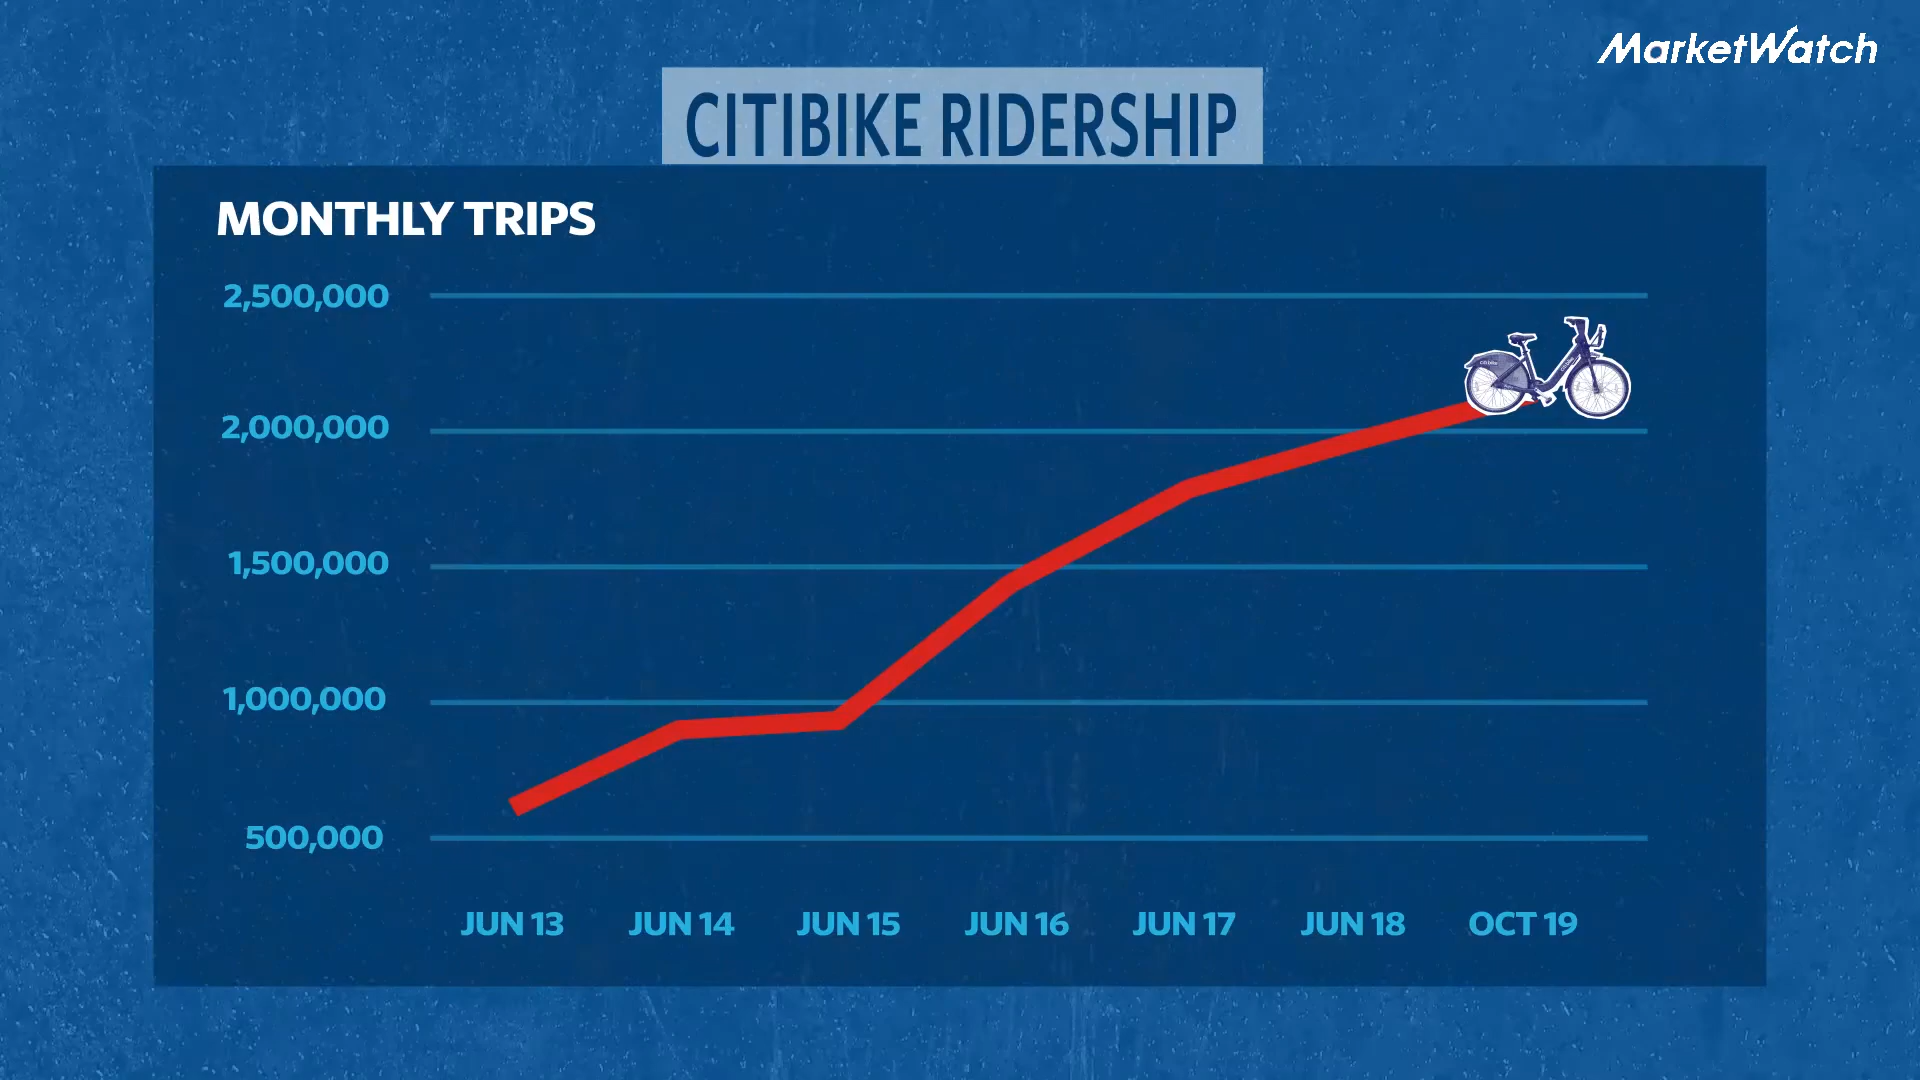 MarketWatch
CITIBIKE RIDERSHIP
MONTHLY TRIPS
2,500,000
2,000,000
1,500,000
1,000,000
500,000
JUN 13 JUN 14 JUN 15 JUN 16 JUN 17 JUN 18 OCT 19